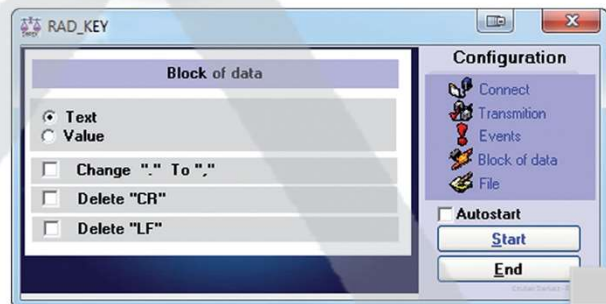 RAD_KEY
Block of data
Text
Value
Change "." To ","
Delete "CR"
Delete "LF"
Configuration
Connect
Transmition
Events
Block of data
File
Autostart
Start
End